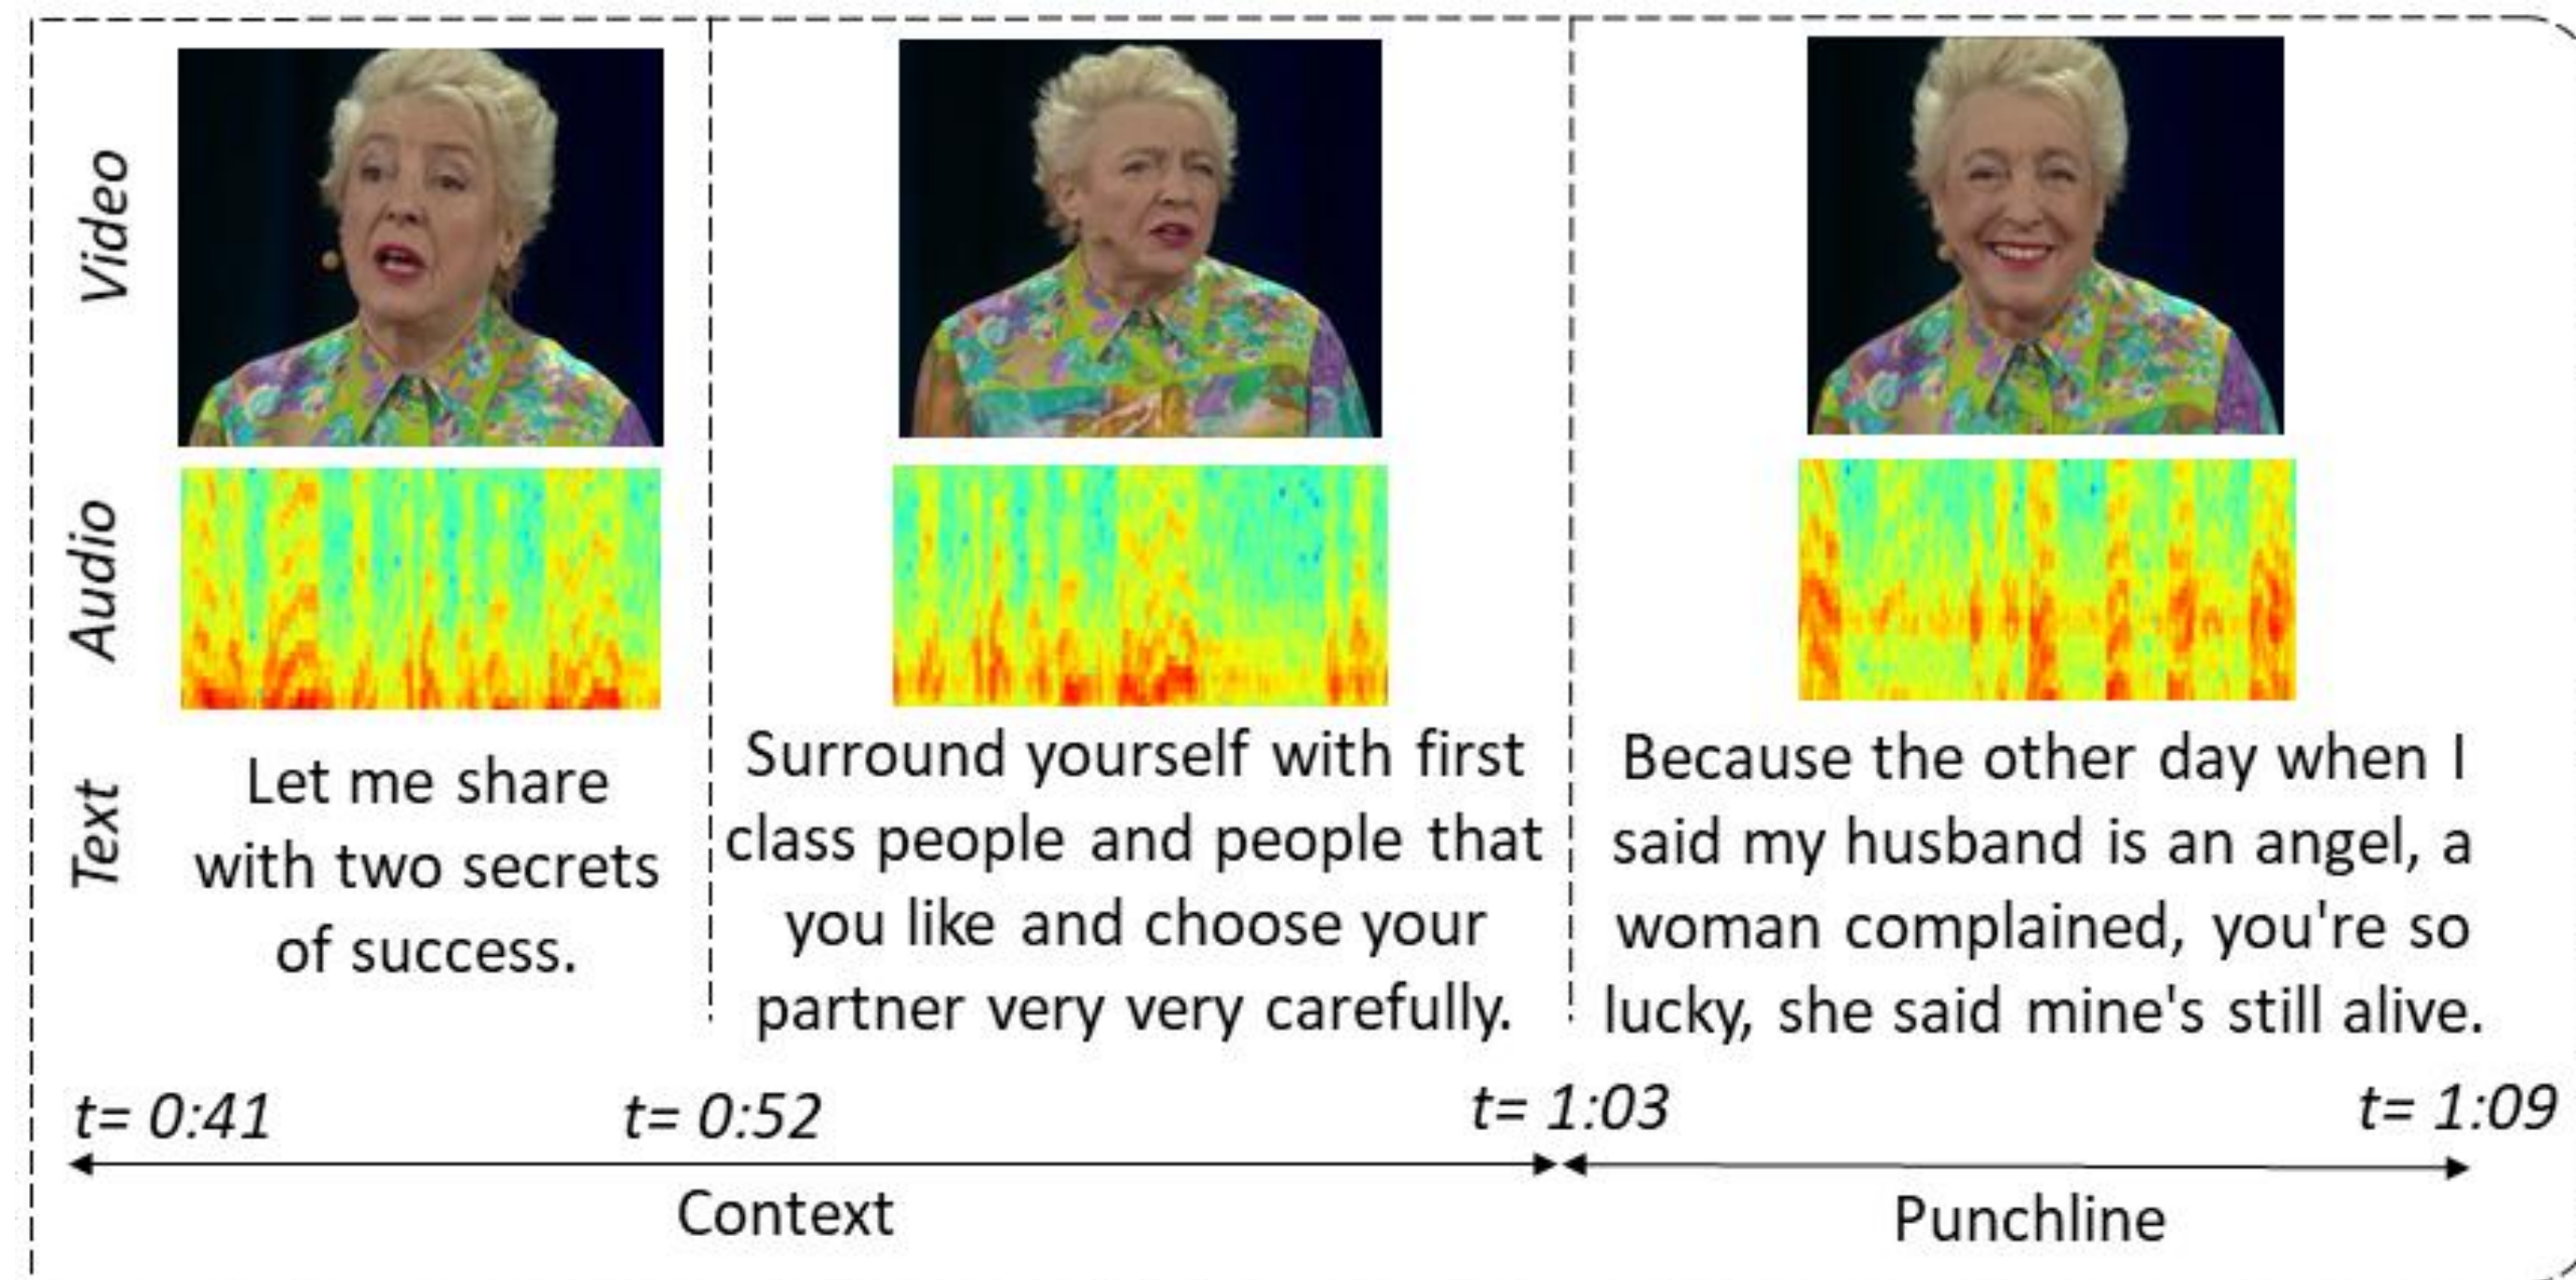 Video
Audio
Text
Let me share
with two secrets
of success.
Surround yourself with first
class people and people that
you like and choose your
partner very very carefully.
Because the other day when I
said my husband is an angel, a
woman complained, you're so
lucky, she said mine's still alive.
t= 0:41
t= 0:52
t= 1:03
t= 1:09
Context
Punchline